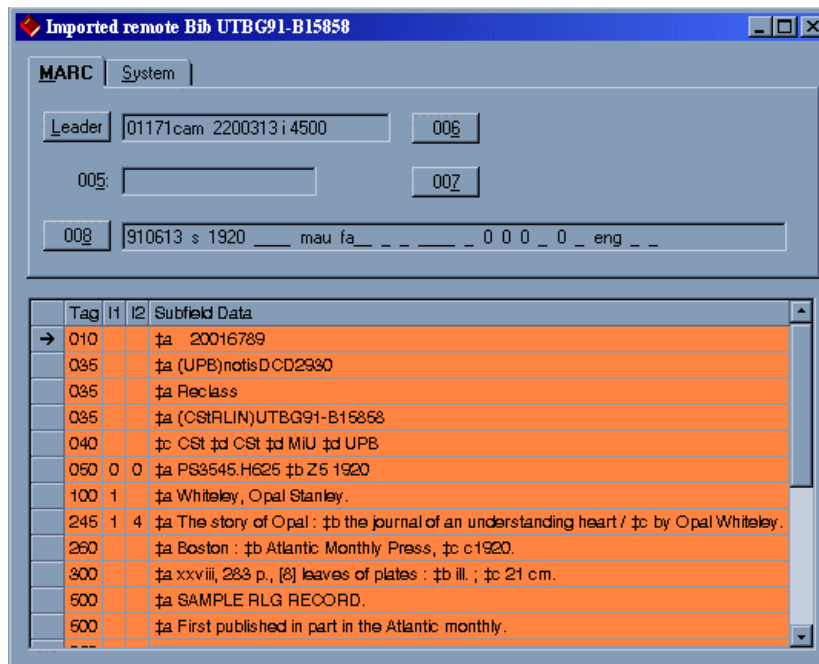 Imported remote Bib UTBG91-B15858
MARC System
Leader 01171cam 2200313 i 4500 006
005: 007
008 910613 s 1920 ____ mau fa__ _ _ ____ _ 0 0 0 _ 0 _ eng _ _
Tag I1 I2 Subfield Data
010 ‡a 20016789
035 ‡a (UPB)notisDCD2930
035 ‡a Reclass
035 ‡a (CStRLIN)UTBG91-B15858
040 ‡c CSt ‡d CSt ‡d MiU ‡d UPB
050 0 0 ‡a PS3545.H625 ‡b Z5 1920
100 1 ‡a Whiteley, Opal Stanley.
245 1 4 ‡a The story of Opal : ‡b the journal of an understanding heart / ‡c by Opal Whiteley.
260 ‡a Boston : ‡b Atlantic Monthly Press, ‡c c1920.
300 ‡a xxviii, 283 p., [8] leaves of plates : ‡b ill. ; ‡c 21 cm.
500 ‡a SAMPLE RLG RECORD.
500 ‡a First published in part in the Atlantic monthly.